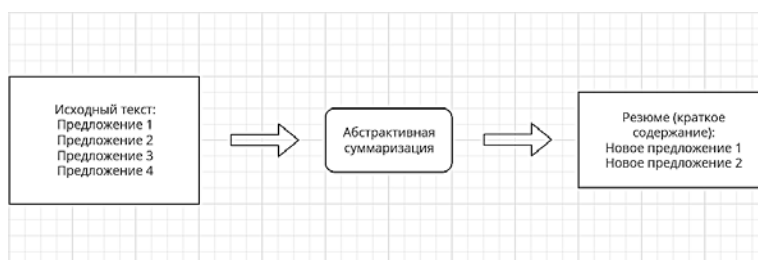 Исходный текст:
Предложение 1
Предложение 2
Предложение 3
Предложение 4
Абстрактивная
суммаризация
Резюме (краткое
содержание):
Новое предложение 1
Новое предложение 2